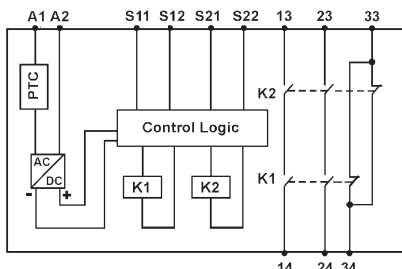 A1 A2 S11 S12 S21 S22 13 23 33
PTC
K2
Control Logic
AC
DC
- +
K1 K2
K1
14 24 34